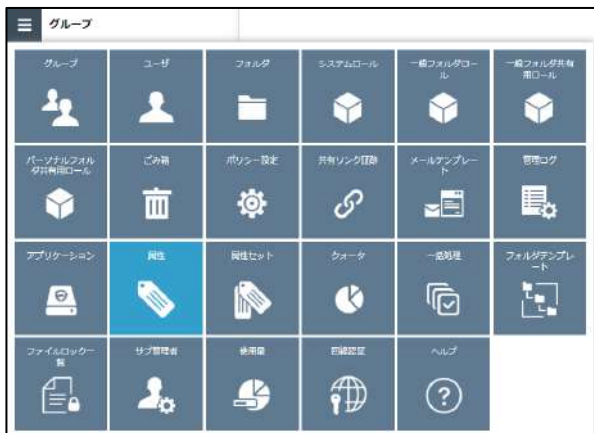 グループ
グループ
ユーザ
フォルダ
システムロール
一般フォルダロー
ル
一般フォルダ共有
用ロール
パーソナルフォル
ダ共有用ロール
ごみ箱
ポリシー設定
共有リンク証跡
メールテンプレー
ト
管理ログ
アプリケーション
属性
属性セット
クォータ
一括処理
フォルダテンプレ
ート
ファイルロック一
覧
サブ管理者
使用量
回線認証
ヘルプ